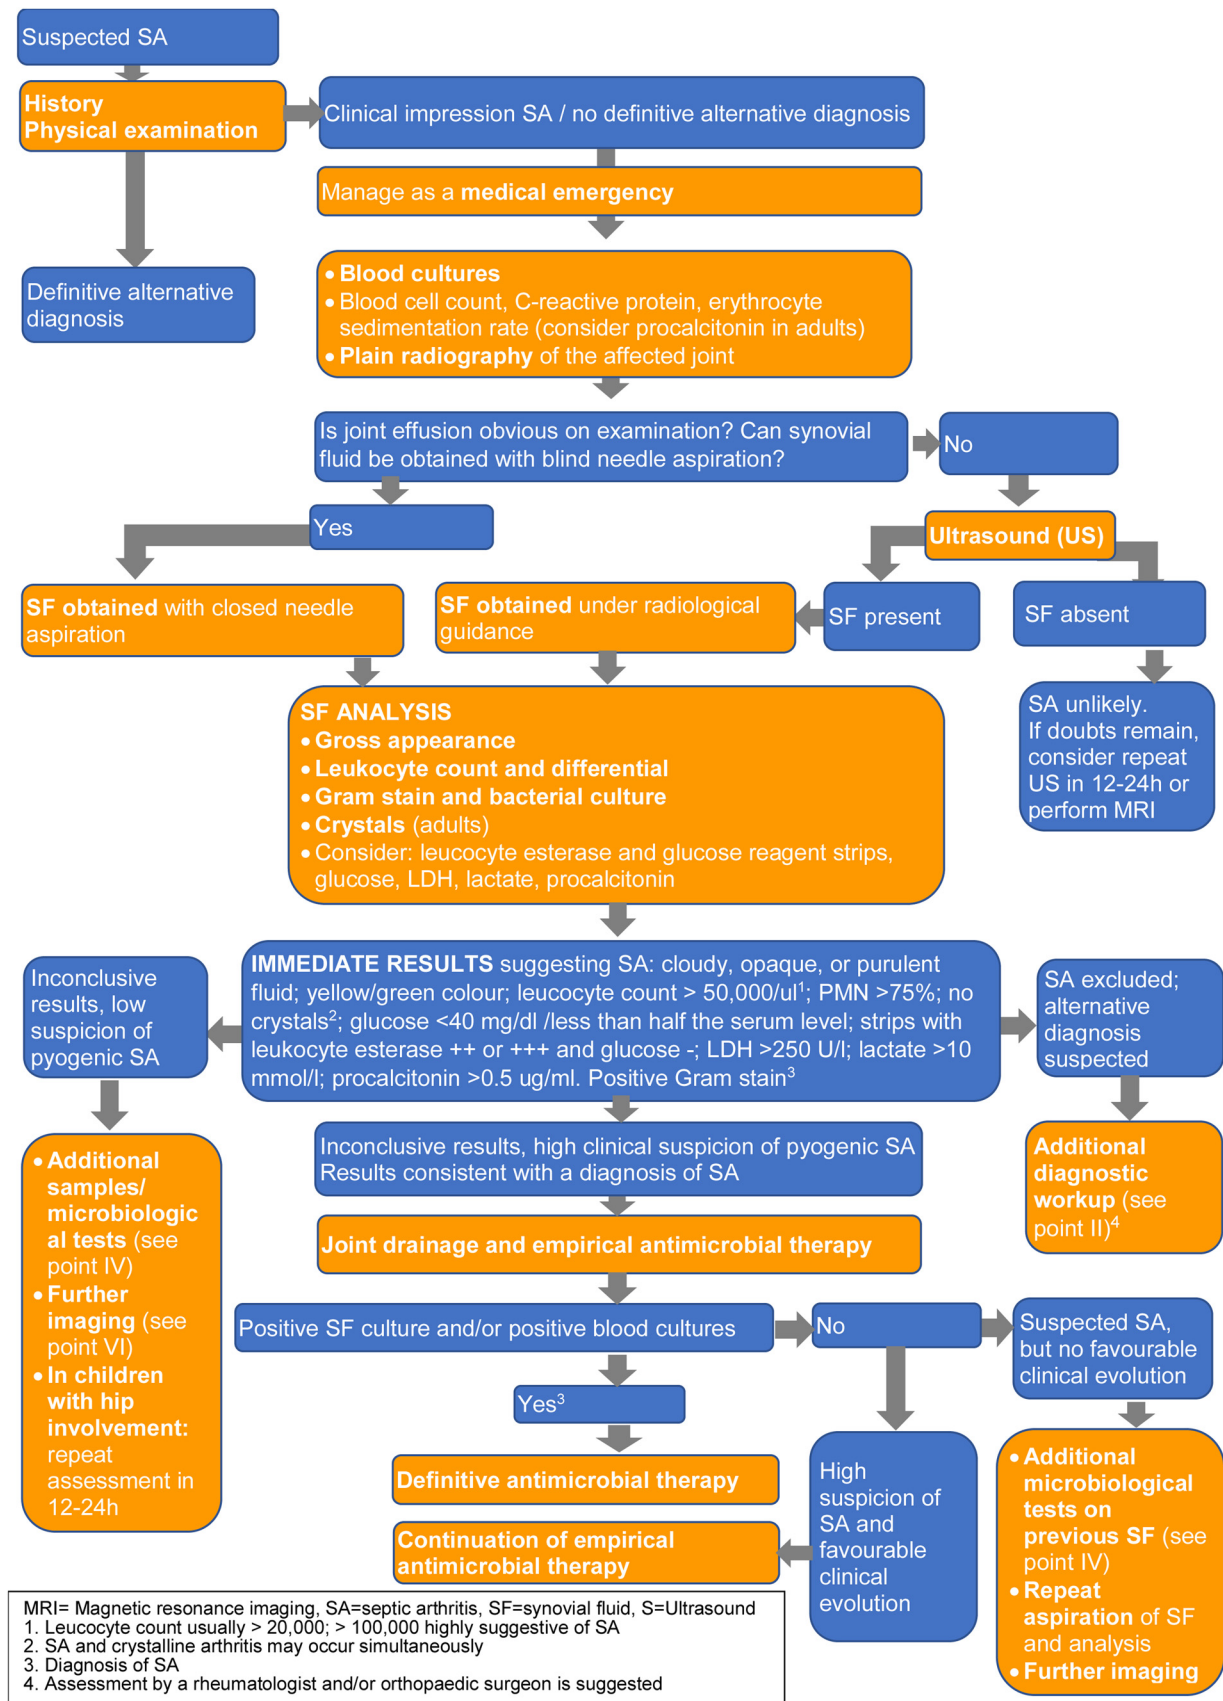 Suspected SA
History
Physical examination
Clinical impression SA / no definitive alternative diagnosis
Manage as a medical emergency
Definitive alternative
diagnosis
• Blood cultures
• Blood cell count, C-reactive protein, erythrocyte
sedimentation rate (consider procalcitonin in adults)
• Plain radiography of the affected joint
Is joint effusion obvious on examination? Can synovial
fluid be obtained with blind needle aspiration?
No
Yes
Ultrasound (US)
SF obtained with closed needle
aspiration
SF obtained under radiological
guidance
SF present
SF absent
SA unlikely.
If doubts remain,
consider repeat
US in 12-24h or
perform MRI
SF ANALYSIS
• Gross appearance
• Leukocyte count and differential
• Gram stain and bacterial culture
• Crystals (adults)
• Consider: leucocyte esterase and glucose reagent strips,
glucose, LDH, lactate, procalcitonin
Inconclusive
results, low
suspicion of
pyogenic SA
IMMEDIATE RESULTS suggesting SA: cloudy, opaque, or purulent
fluid; yellow/green colour; leucocyte count > 50,000/ul¹; PMN >75%; no
crystals²; glucose <40 mg/dl /less than half the serum level; strips with
leukocyte esterase ++ or +++ and glucose -; LDH >250 U/l; lactate >10
mmol/l; procalcitonin >0.5 ug/ml. Positive Gram stain³
SA excluded;
alternative
diagnosis
suspected
Inconclusive results, high clinical suspicion of pyogenic SA
Results consistent with a diagnosis of SA
• Additional
samples/
microbiologic
al tests (see
point IV)
• Further
imaging (see
point VI)
• In children
with hip
involvement:
repeat
assessment in
12-24h
Additional
diagnostic
workup (see
point II)⁴
Joint drainage and empirical antimicrobial therapy
Positive SF culture and/or positive blood cultures
No
Suspected SA,
but no favourable
clinical evolution
Yes³
Definitive antimicrobial therapy
High
suspicion of
SA and
favourable
clinical
evolution
Continuation of empirical
antimicrobial therapy
• Additional
microbiological
tests on
previous SF (see
point IV)
• Repeat
aspiration of SF
and analysis
• Further imaging
MRI= Magnetic resonance imaging, SA=septic arthritis, SF=synovial fluid, S=Ultrasound
1. Leucocyte count usually > 20,000; > 100,000 highly suggestive of SA
2. SA and crystalline arthritis may occur simultaneously
3. Diagnosis of SA
4. Assessment by a rheumatologist and/or orthopaedic surgeon is suggested